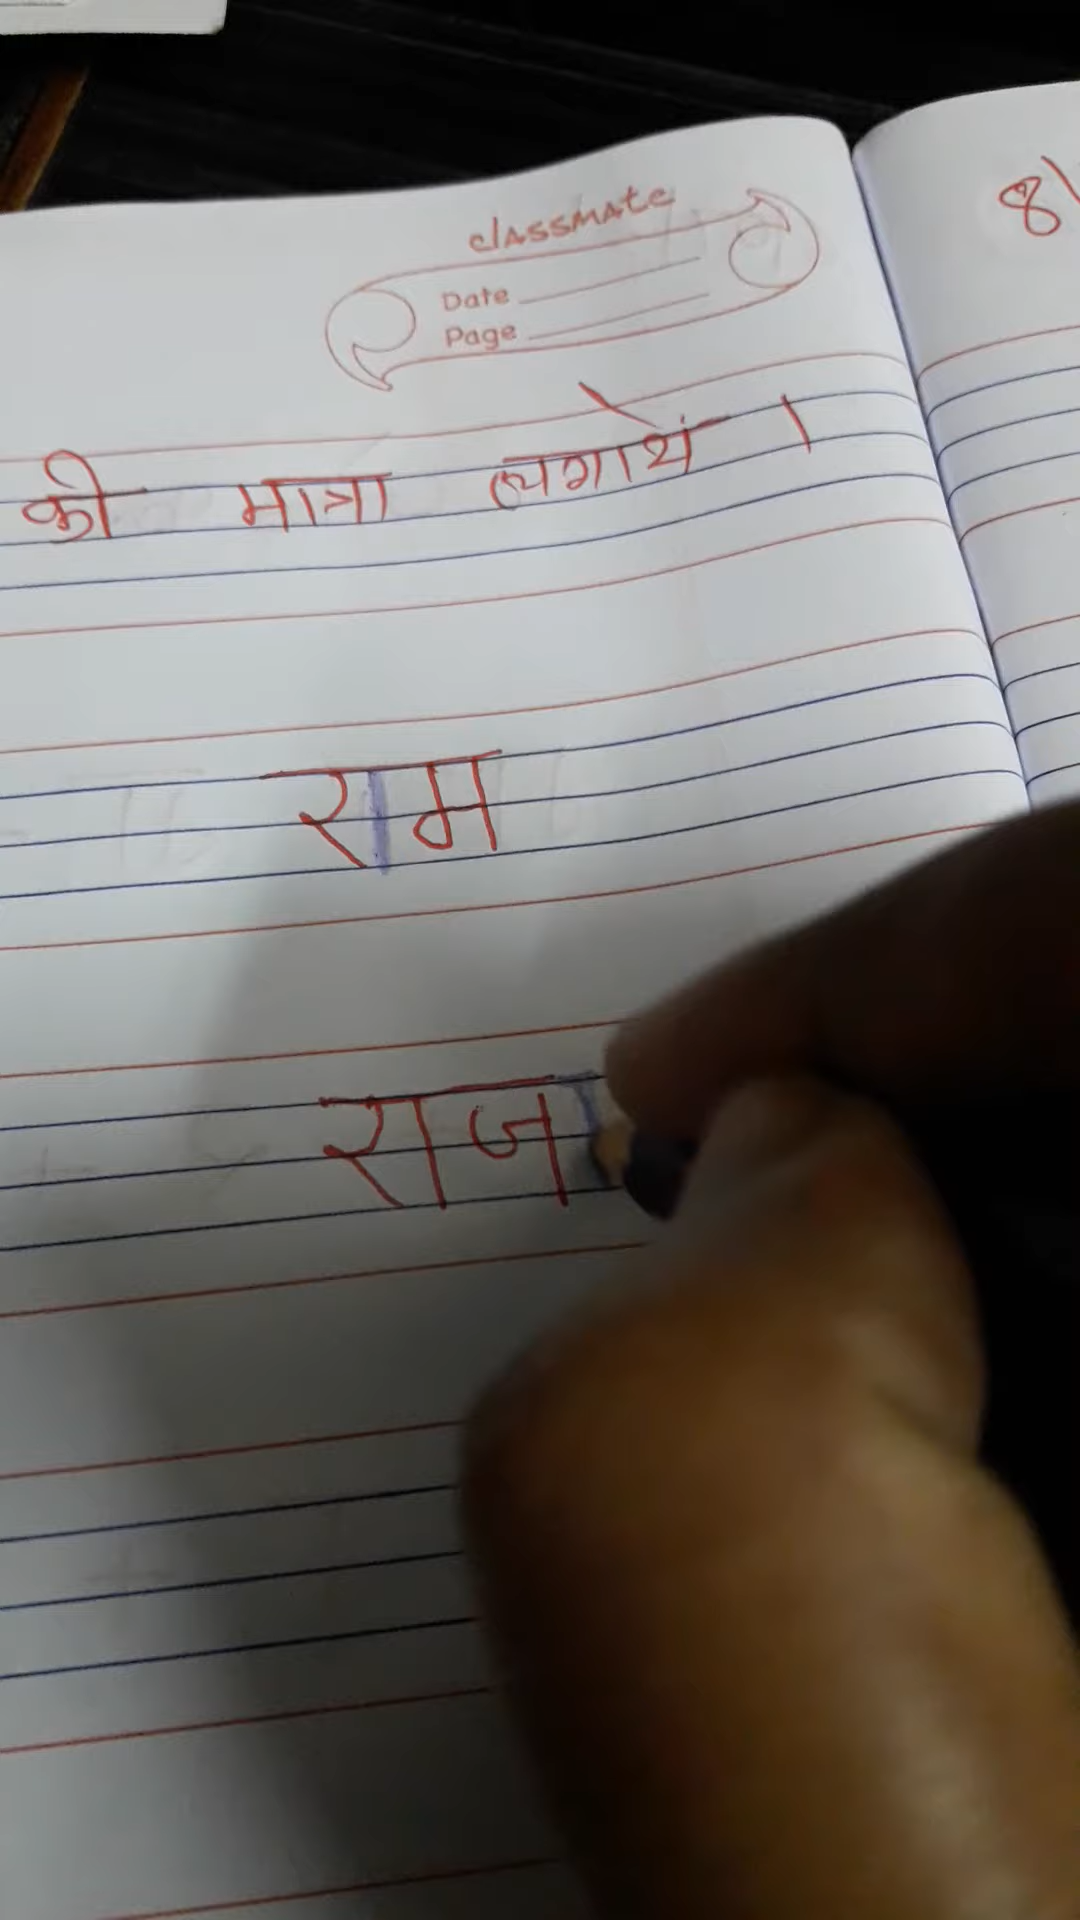 classmate
Date
Page
8
की मात्रा लगायें ।
राम
राजा